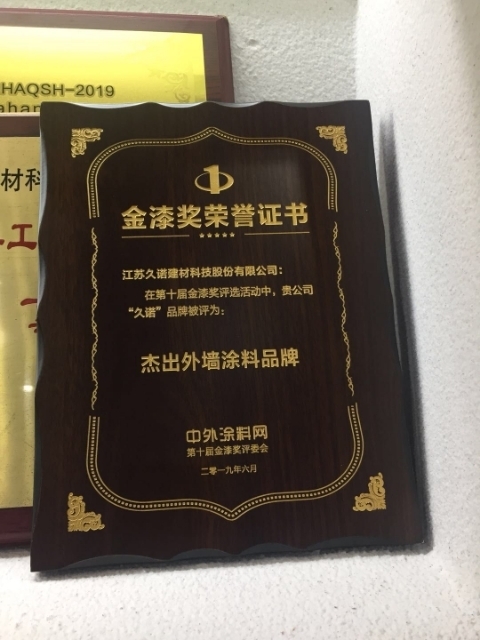 HAQSH-2019
材料
工
金漆奖荣誉证书
江苏久诺建材科技股份有限公司：
在第十届金漆奖评选活动中，贵公司
“久诺”品牌被评为：
杰出外墙涂料品牌
中外涂料网
第十届金漆奖评委会
二零一九年六月